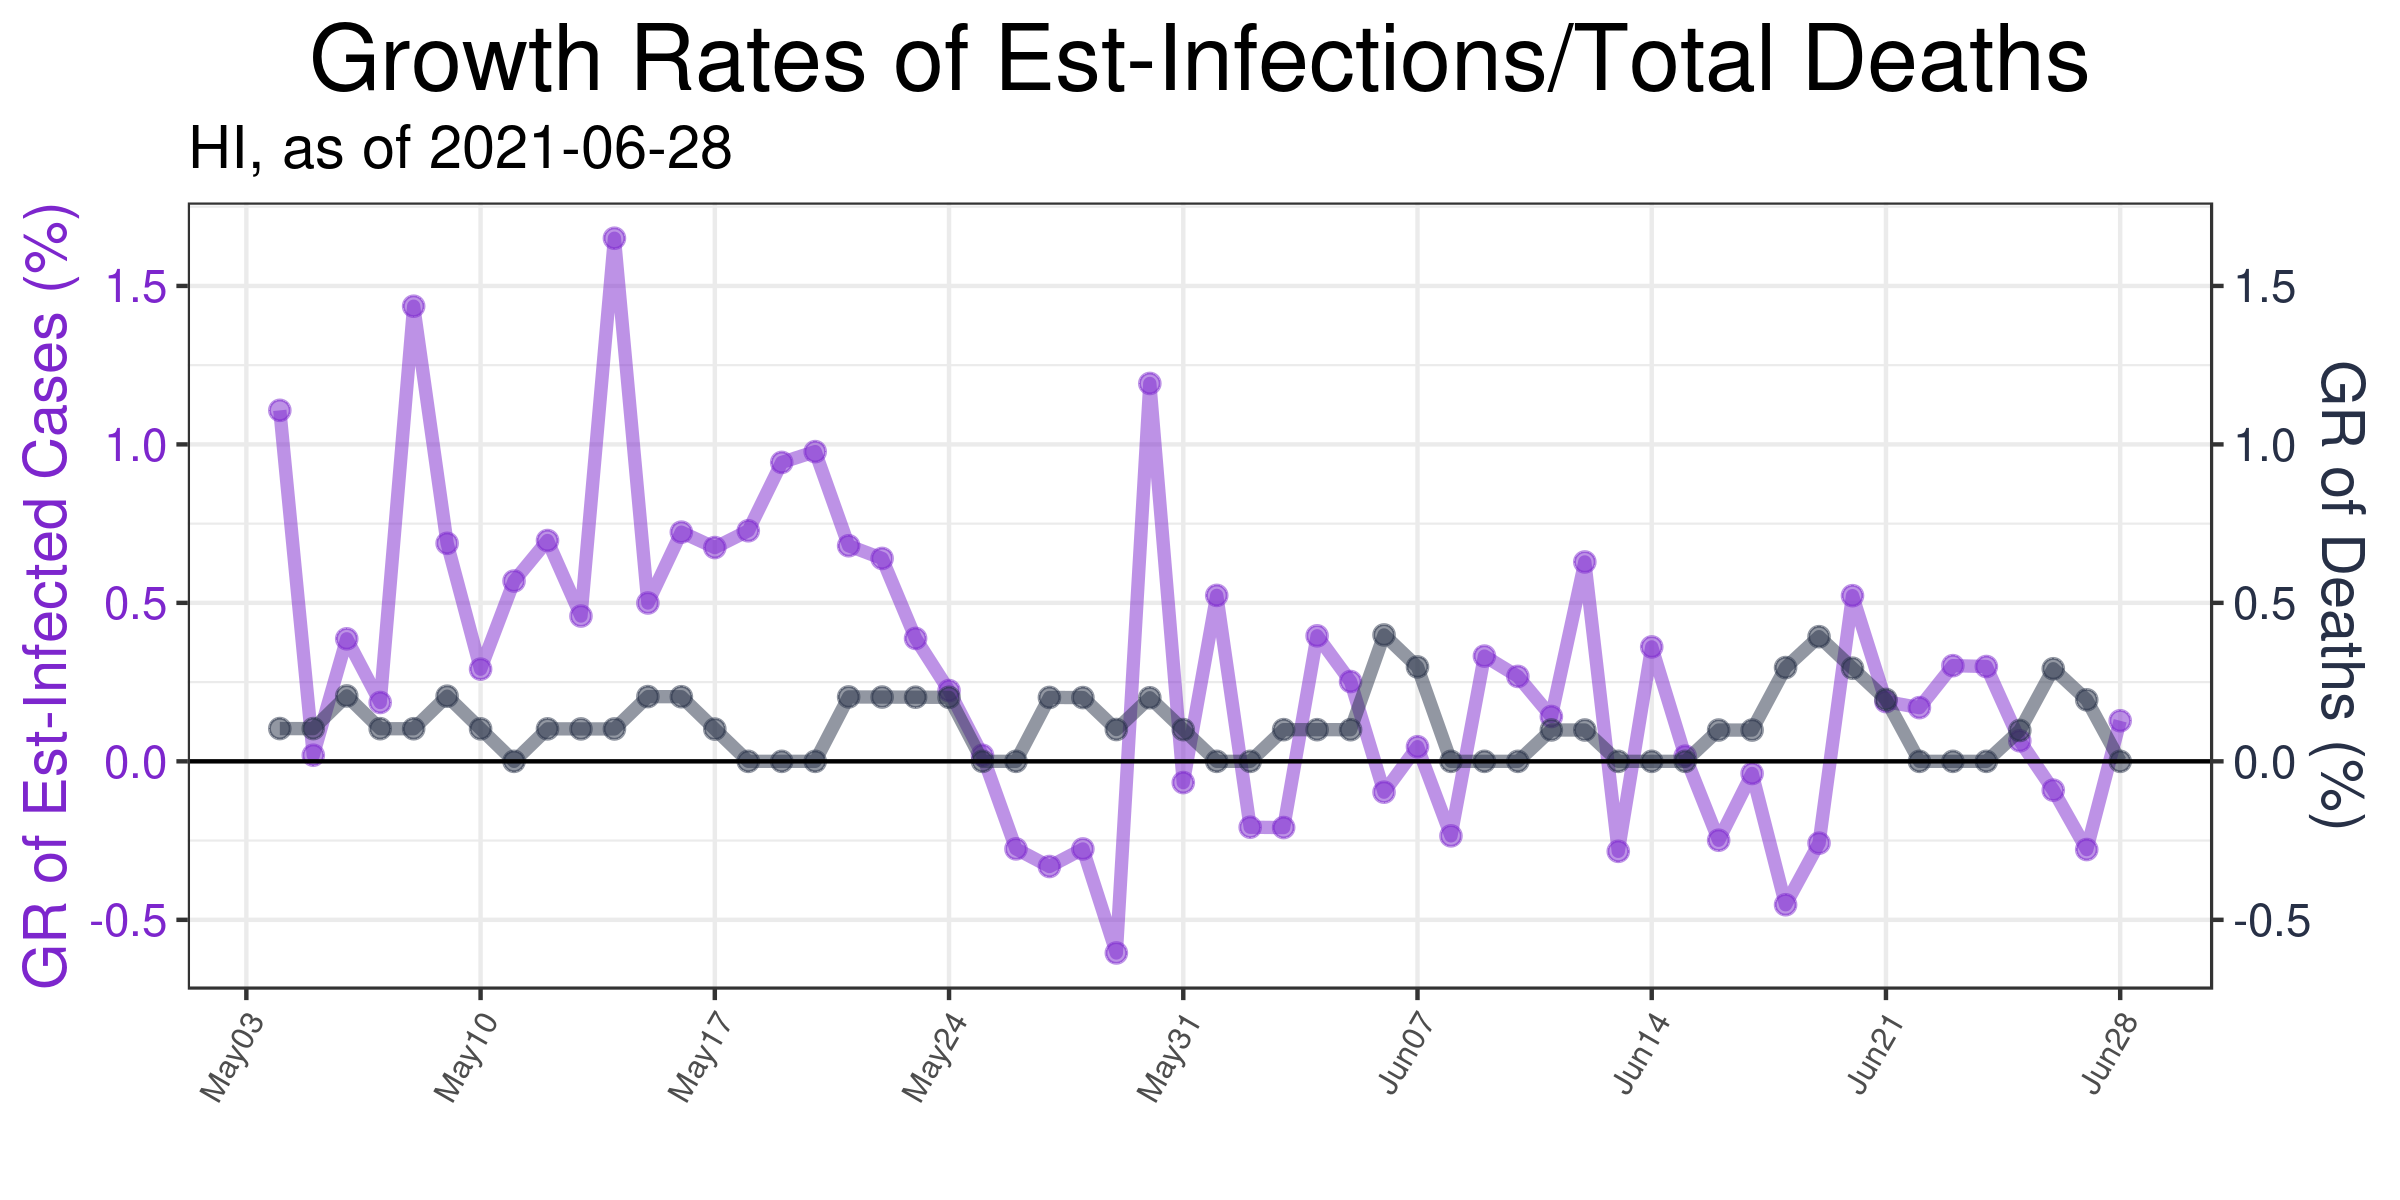 Growth Rates of Est-Infections/Total Deaths
HI, as of 2021-06-28
GR of Est-Infected Cases (%)
1.5
1.0
0.5
0.0
-0.5
1.5
1.0
0.5
0.0
-0.5
GR of Deaths (%)
May03
May10
May17
May24
May31
Jun07
Jun14
Jun21
Jun28